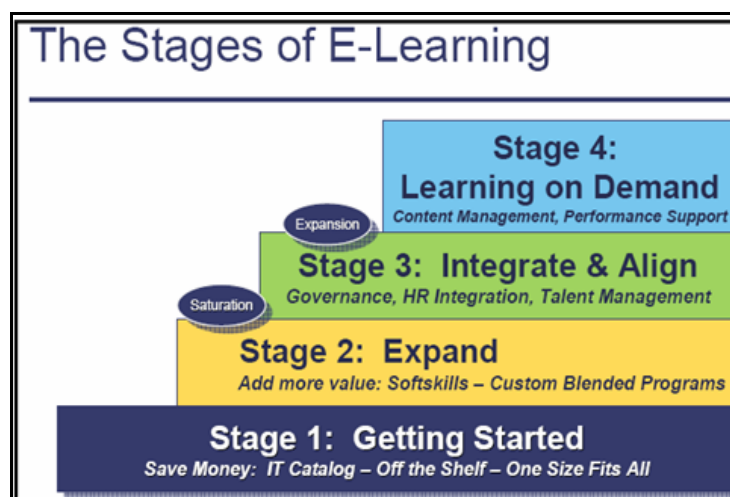 The Stages of E-Learning
Stage 4:
Learning on Demand
Content Management, Performance Support
Expansion
Stage 3: Integrate & Align
Governance, HR Integration, Talent Management
Saturation
Stage 2: Expand
Add more value: Softskills – Custom Blended Programs
Stage 1: Getting Started
Save Money: IT Catalog – Off the Shelf – One Size Fits All